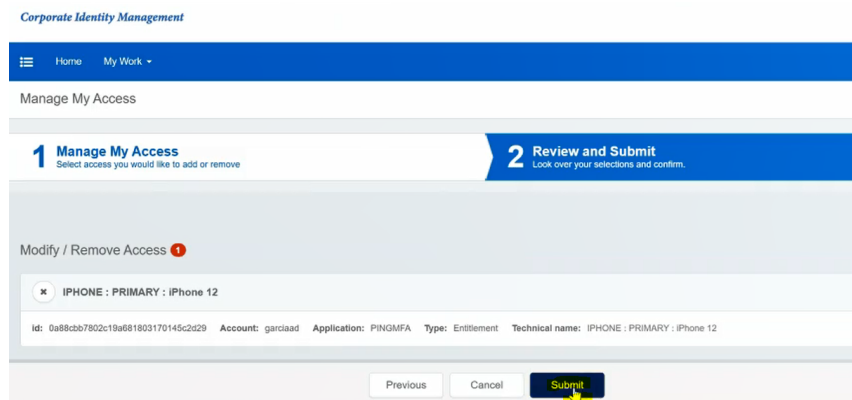 Corporate Identity Management
Home My Work
Manage My Access
1 Manage My Access
Select access you would like to add or remove
2 Review and Submit
Look over your selections and confirm.
Modify / Remove Access 1
IPHONE : PRIMARY : iPhone 12
id: 0a88cbb7802c19a681803170145c2d29 Account: garciaad Application: PINGMFA Type: Entitlement Technical name: IPHONE : PRIMARY : iPhone 12
Previous Cancel Submit